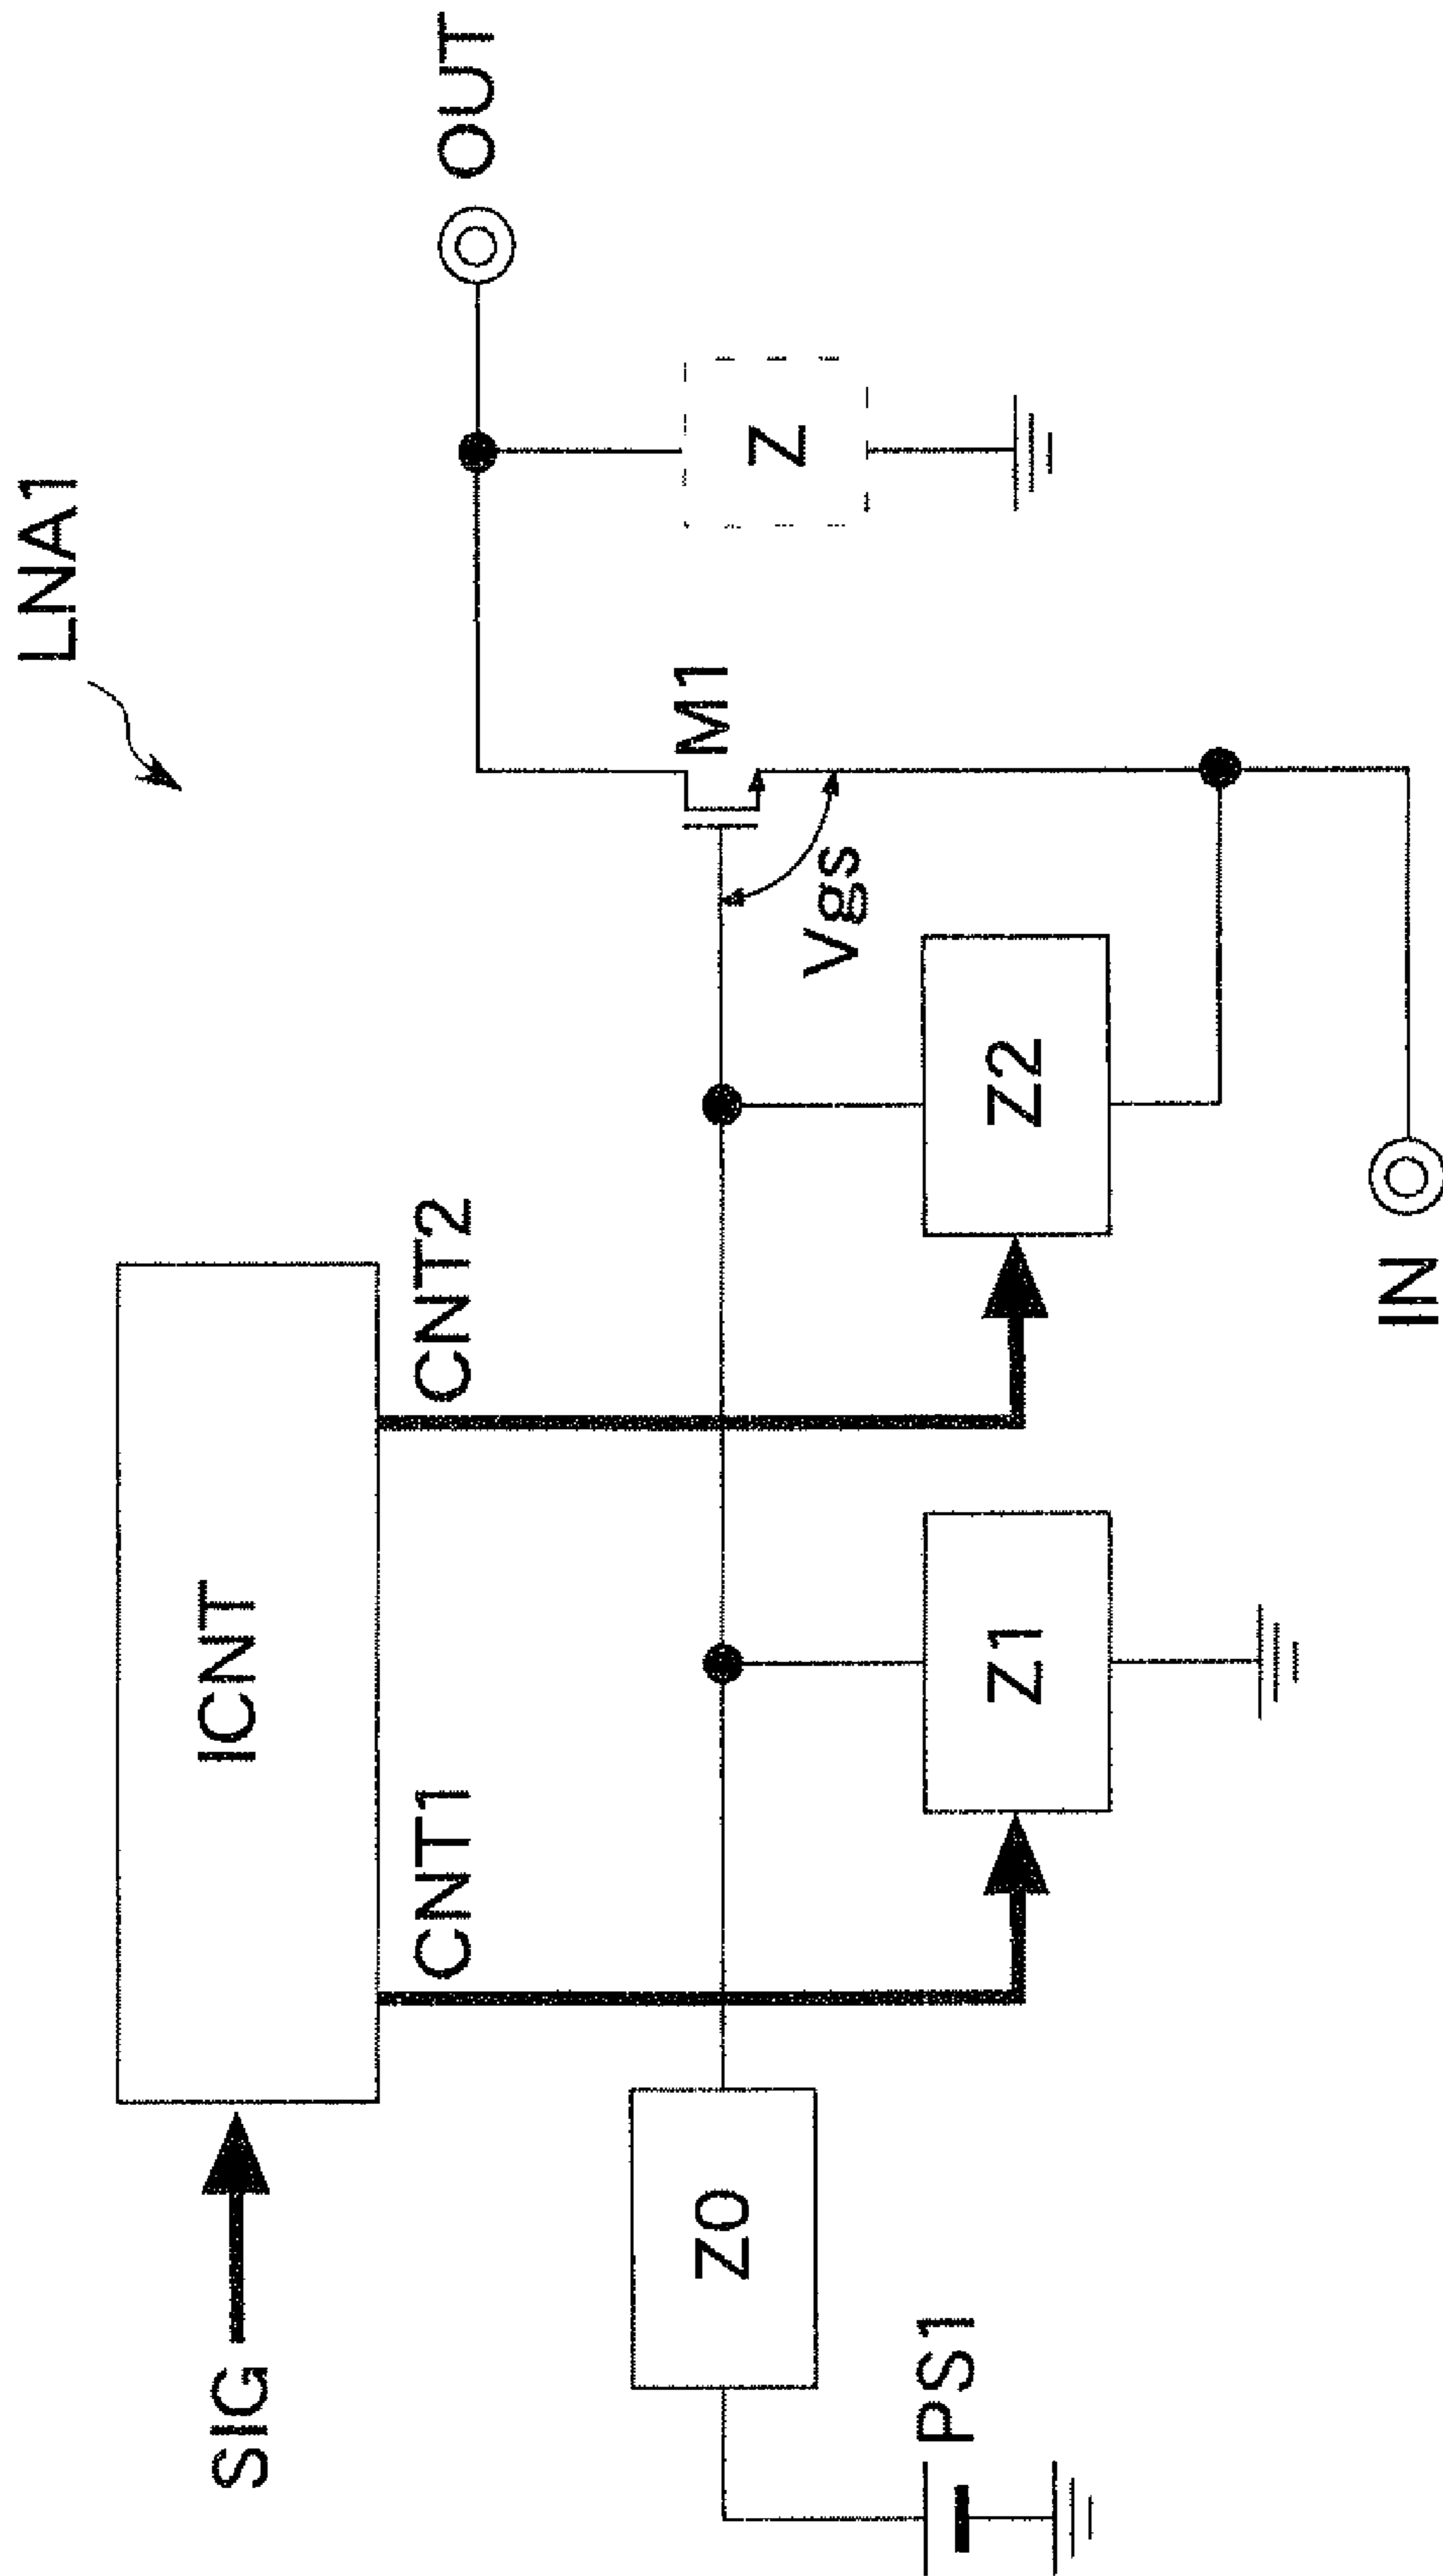 LNA1
ICNT
SIG
CNT1
CNT2
OUT
M1
Z
Z0
Vgs
PS1
Z1
Z2
IN